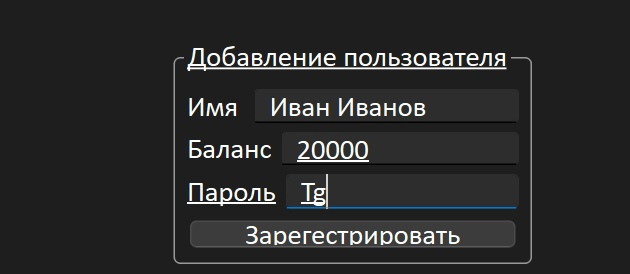 Добавление пользователя
Имя Иван Иванов
Баланс 20000
Пароль Tg
Зарегестрировать